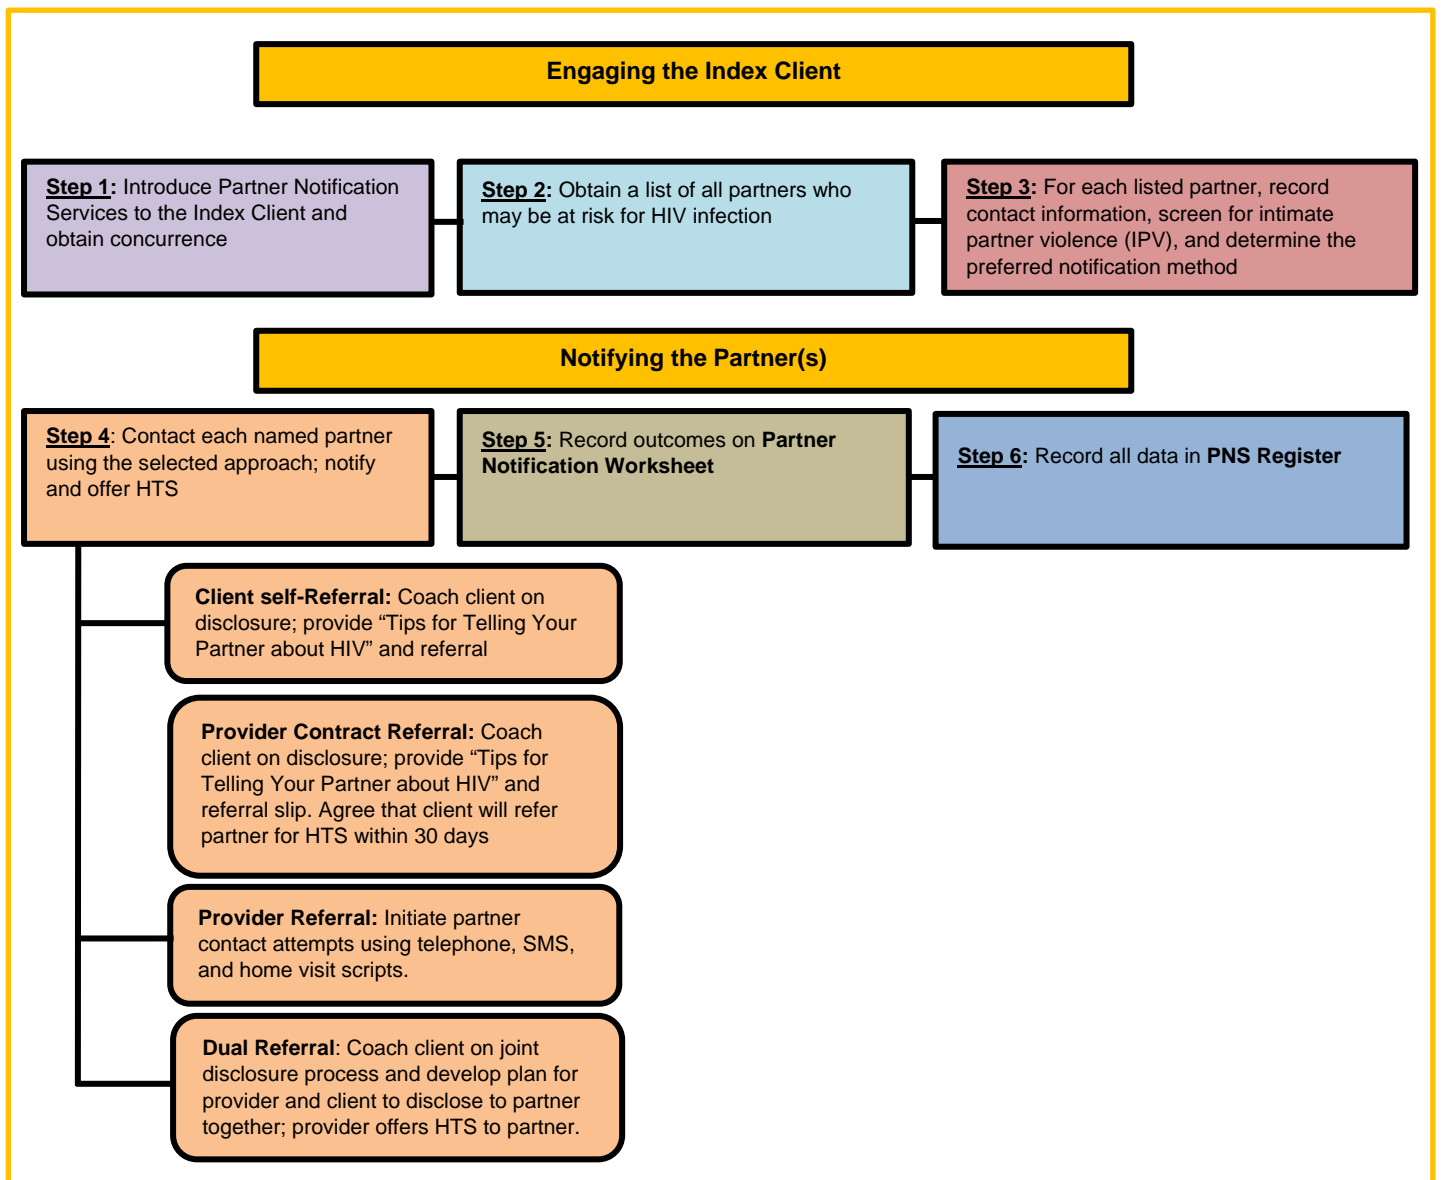 Engaging the Index Client
Step 1: Introduce Partner Notification
Services to the Index Client and
obtain concurrence
Step 2: Obtain a list of all partners who
may be at risk for HIV infection
Step 3: For each listed partner, record
contact information, screen for intimate
partner violence (IPV), and determine the
preferred notification method
Notifying the Partner(s)
Step 4: Contact each named partner
using the selected approach; notify
and offer HTS
Step 5: Record outcomes on Partner
Notification Worksheet
Step 6: Record all data in PNS Register
Client self-Referral: Coach client on
disclosure; provide “Tips for Telling Your
Partner about HIV” and referral
Provider Contract Referral: Coach
client on disclosure; provide “Tips for
Telling Your Partner about HIV” and
referral slip. Agree that client will refer
partner for HTS within 30 days
Provider Referral: Initiate partner
contact attempts using telephone, SMS,
and home visit scripts.
Dual Referral: Coach client on joint
disclosure process and develop plan for
provider and client to disclose to partner
together; provider offers HTS to partner.